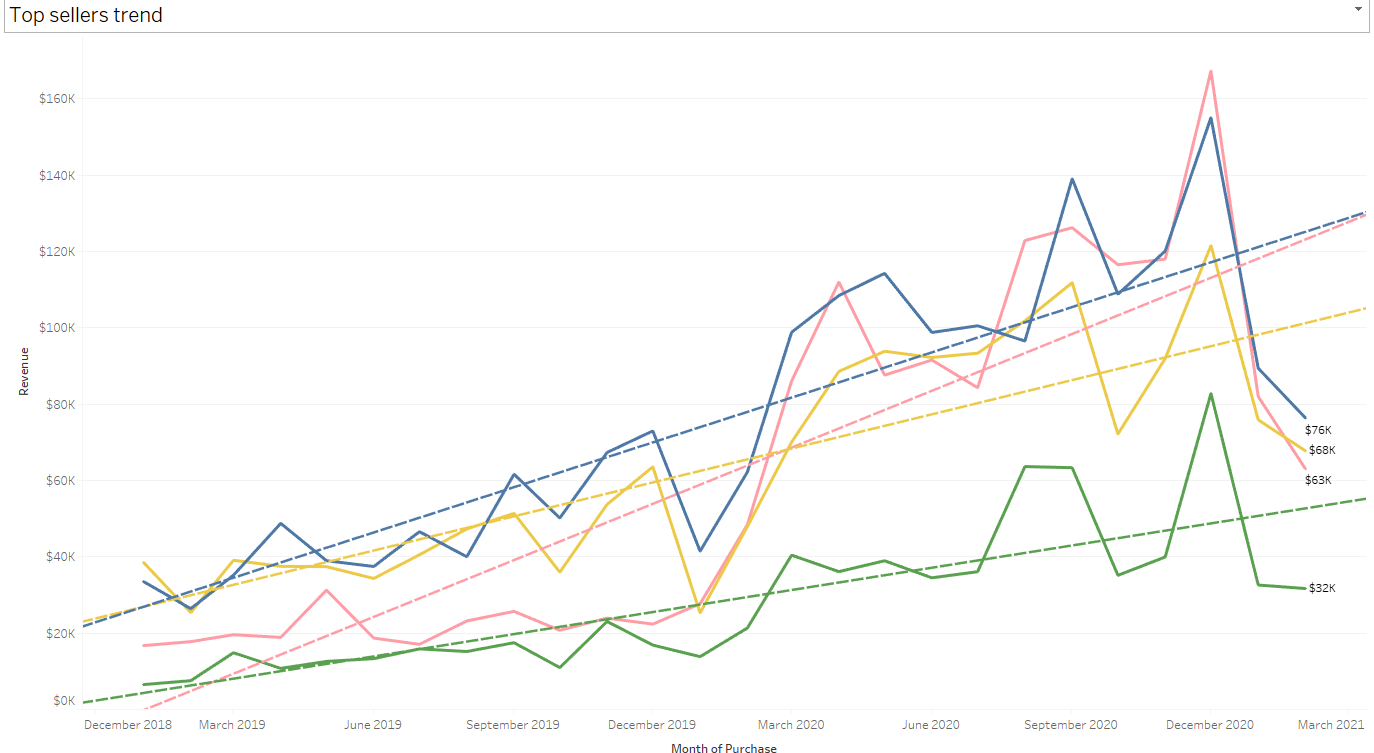 Top sellers trend
$160K
$140K
$120K
$100K
$80K
$60K
$40K
$20K
$0K
Revenue
$76K
$68K
$63K
$32K
December 2018 March 2019 June 2019 September 2019 December 2019 March 2020 June 2020 September 2020 December 2020 March 2021
Month of Purchase